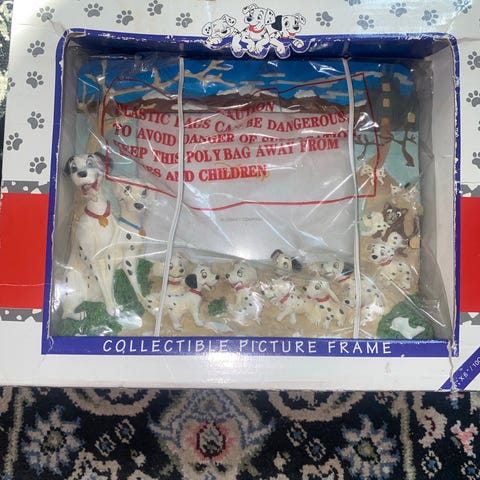 CAUTION
PLASTIC BAGS CAN BE DANGEROUS
TO AVOID DANGER OF
KEEP THIS POLYBAG AWAY FROM
AND CHILDREN
COLLECTIBLE PICTURE FRAME